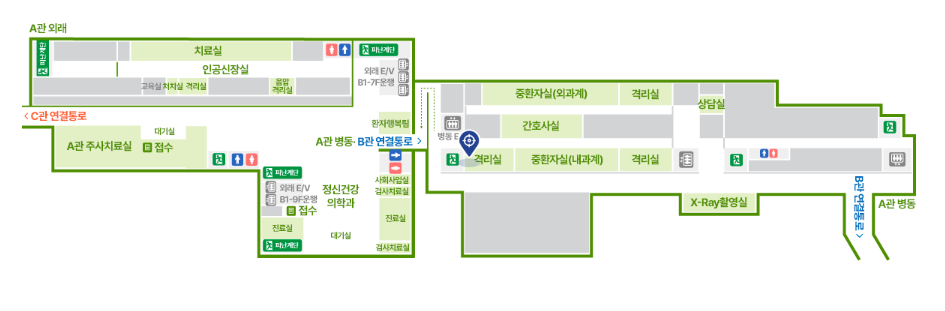 A관 외래
피난계단
치료실
피난계단
인공신장실
외래 E/V
B1-7F운행
교육실 처치실 격리실
음압
격리실
중환자실(외과계)
격리실
상담실
< C관 연결통로
환자행복팀
간호사실
대기실
A관 주사치료실
접수
A관 병동· B관 연결통로 >
병동 E
격리실
중환자실(내과계)
격리실
피난계단
사회사업실
검사치료실
외래 E/V
B1-9F운행
정신건강
의학과
접수
B관 연결통로 >
X-Ray촬영실
A관 병동
진료실
진료실
대기실
피난계단
검사치료실